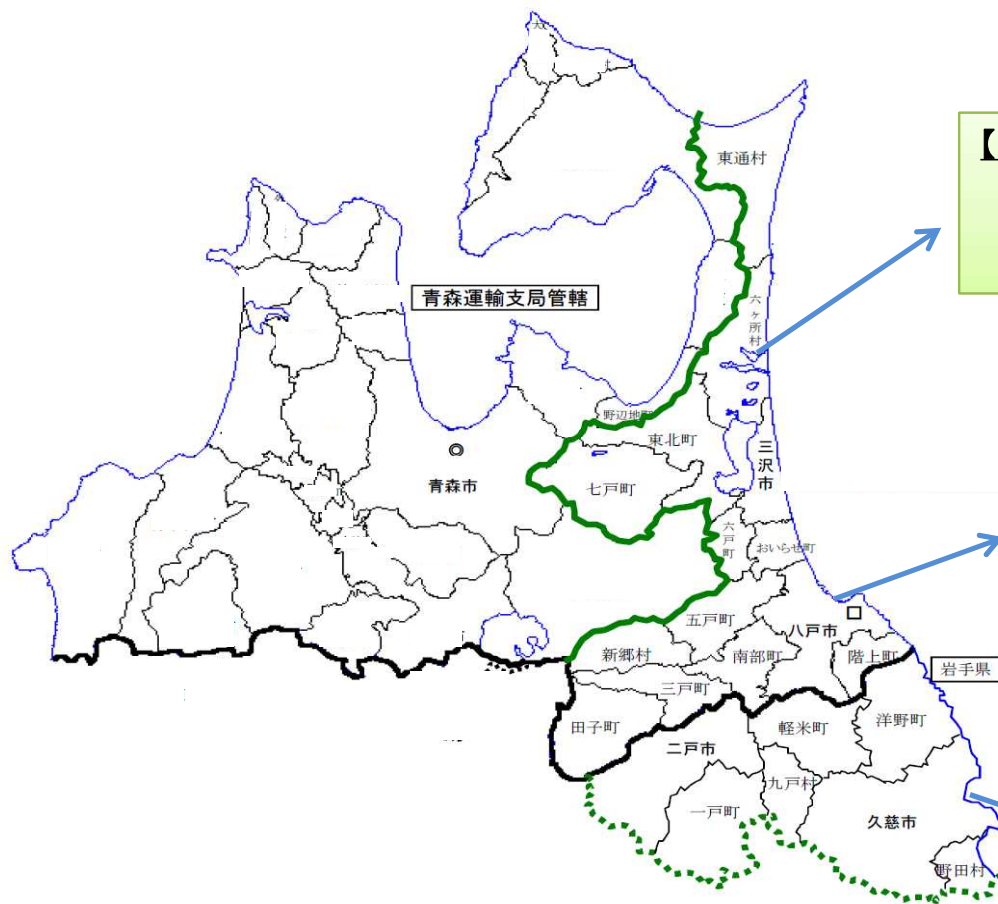 【
東通村
六ヶ所村
青森運輸支局管轄
野辺地町
東北町
三沢市
青森市
七戸町
六戸町
おいらせ町
五戸町
八戸市
新郷村
南部町
階上町
岩手県
三戸町
田子町
軽米町
洋野町
二戸市
九戸村
一戸町
久慈市
野田村